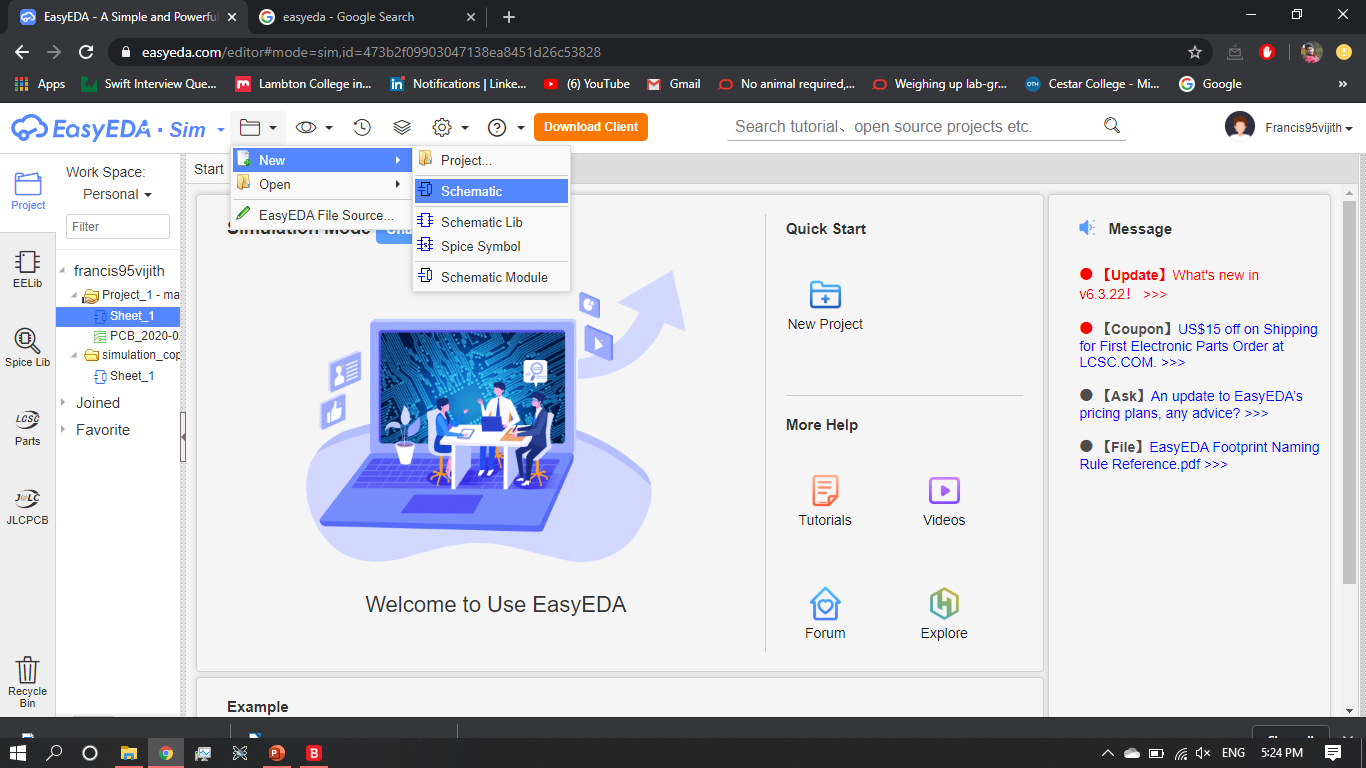 EasyEDA - A Simple and Powerful
easyeda - Google Search
easyeda.com/editor#mode=sim,id=473b2f09903047138ea8451d26c53828
Apps
Swift Interview Que...
Lambton College in...
Notifications | Linke...
(6) YouTube
Gmail
No animal required,...
Weighing up lab-gr...
Cestar College - Mi...
Google
»
EasyEDA · Sim
Download Client
Search tutorial、open source projects etc.
Francis95vijith
Project
EELib
Spice Lib
LCSC
Parts
J@LC
JLCPCB
Recycle
Bin
Work Space:
Personal
Filter
francis95vijith
Project_1 - ma
Sheet_1
PCB_2020-0
simulation_cop
Sheet_1
Joined
Favorite
Start
New
Open
EasyEDA File Source...
Project...
Schematic
Schematic Lib
Spice Symbol
Schematic Module
Simulation Mode
Welcome to Use EasyEDA
Quick Start
New Project
More Help
Tutorials
Videos
Forum
Explore
Message
【Update】What's new in
v6.3.22! >>>
【Coupon】US$15 off on Shipping
for First Electronic Parts Order at
LCSC.COM. >>>
【Ask】An update to EasyEDA's
pricing plans, any advice? >>>
【File】EasyEDA Footprint Naming
Rule Reference.pdf >>>
Example
ENG
5:24 PM